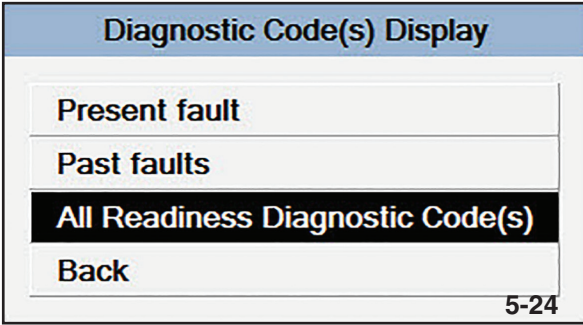 Diagnostic Code(s) Display
Present fault
Past faults
All Readiness Diagnostic Code(s)
Back
5-24